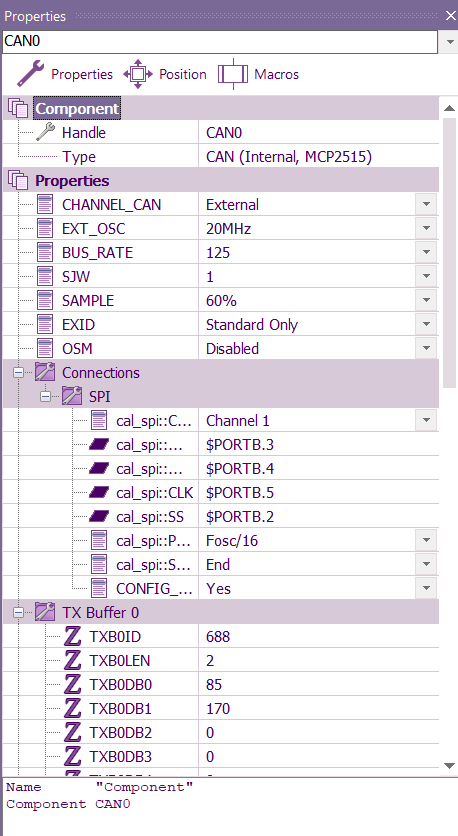 Properties
CAN0
Properties Position Macros
Component
Handle CAN0
Type CAN (Internal, MCP2515)
Properties
CHANNEL_CAN External
EXT_OSC 20MHz
BUS_RATE 125
SJW 1
SAMPLE 60%
EXID Standard Only
OSM Disabled
Connections
SPI
cal_spi::C... Channel 1
cal_spi::... $PORTB.3
cal_spi::... $PORTB.4
cal_spi::CLK $PORTB.5
cal_spi::SS $PORTB.2
cal_spi::P... Fosc/16
cal_spi::S... End
CONFIG_... Yes
TX Buffer 0
TXB0ID 688
TXB0LEN 2
TXB0DB0 85
TXB0DB1 170
TXB0DB2 0
TXB0DB3 0
Name "Component"
Component CAN0